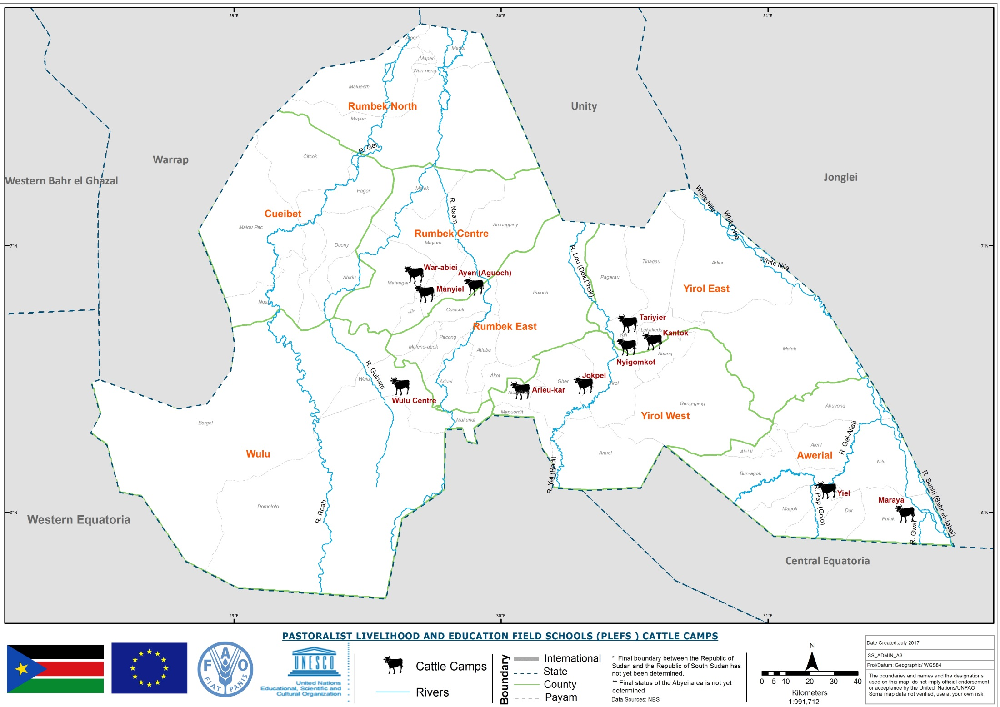 29°E
30°E
31°E
Aloor
Madol
Maper
Wun-rieng
Malueeth
Rumbek North
Unity
Mayen
R. Gel
Citcok
Warrap
Western Bahr el Ghazal
Jonglei
Malek
Pagor
White Nile
R. Naam
Cueibet
White Nile
Malou Pec
Amongpiny
Rumbek Centre
Mayom
7°N
7°N
Duony
R. Lou (Dok/Dhok)
Tinagau
Adior
White Nile
War-abiei
Ayen (Aguoch)
Abiriu
Pagarau
Matangai
Manyiel
Yirol East
Paloch
Ngap
Jiir
Cueicok
Tariyier
Rumbek East
Lekakedu
Kantok
Yali
Pacong
Maleng-agok
Atiaba
Malek
Abang
Nyigomkot
R. Gulnam
Wulu
Jokpel
Akot
Aduel
Gher
Yirol
Arieu-kar
Wulu Centre
Geng-geng
Abuyong
Mapuordit
Yirol West
Makundi
Bargel
R. Gel-Aliab
Alel I
Wulu
Anuol
Alel II
Awerial
Nile
R. Yei (Rodi)
Bun-agok
R. Supiri (Bahr el-Jebel)
Yiel
R. Pap (Golo)
Maraya
Domoloto
R. Roah
Magok
Dor
6°N
6°N
Puluk
Western Equatoria
R. Gwar
Central Equatoria
29°E
30°E
31°E
PASTORALIST LIVELIHOOD AND EDUCATION FIELD SCHOOLS (PLEFS ) CATTLE CAMPS
F A O
FIAT PANIS
UNESCO
United Nations
Educational, Scientific and
Cultural Organization
Cattle Camps
Rivers
Boundary
International
State
County
Payam
* Final boundary between the Republic of
Sudan and the Republic of South Sudan has
not yet been determined.
** Final status of the Abyei area is not yet
determined
Data Sources: NBS
N
0 5 10 20 30 40
Kilometers
1:991,712
Date Created:July 2017
SS_ADMIN_A3
Proj/Datum: Geographic/ WGS84
The boundaries and names and the designations
used on this map do not imply official endorsement
or acceptance by the United Nations/UNFAO
Some map data not verified, use at your own risk